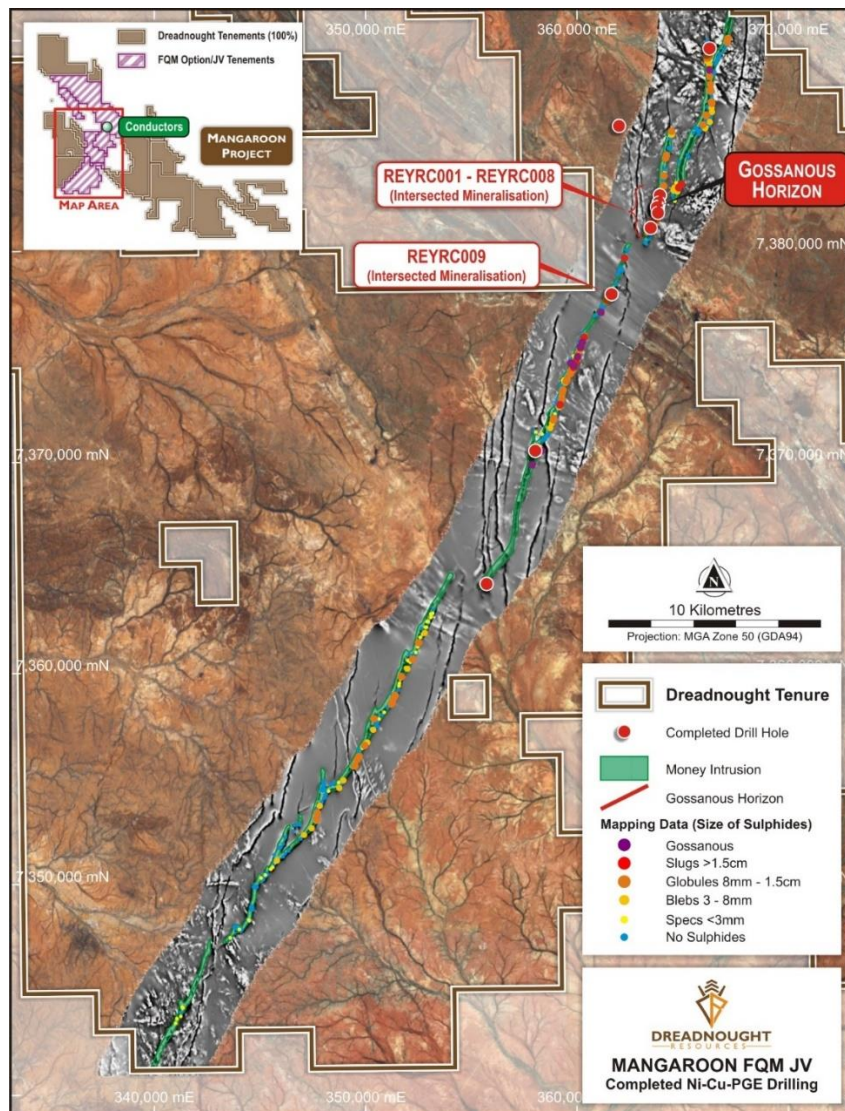 350,000 mE
360,000 mE
370,000 mE
Dreadnought Tenements (100%)
FQM Option/JV Tenements
Conductors
MANGAROON
PROJECT
MAP AREA
REYRC001 - REYRC008
(Intersected Mineralisation)
GOSSANOUS
HORIZON
7,380,000 mN
REYRC009
(Intersected Mineralisation)
7,370,000 mN
7,370,000 mN
N
10 Kilometres
Projection: MGA Zone 50 (GDA94)
7,360,000 mN
Dreadnought Tenure
Completed Drill Hole
Money Intrusion
Gossanous Horizon
Mapping Data (Size of Sulphides)
Gossanous
Slugs >1.5cm
Globules 8mm - 1.5cm
Blebs 3 - 8mm
Specs <3mm
No Sulphides
7,350,000 mN
DREADNOUGHT
RESOURCES
MANGAROON FQM JV
Completed Ni-Cu-PGE Drilling
340,000 mE
350,000 mE